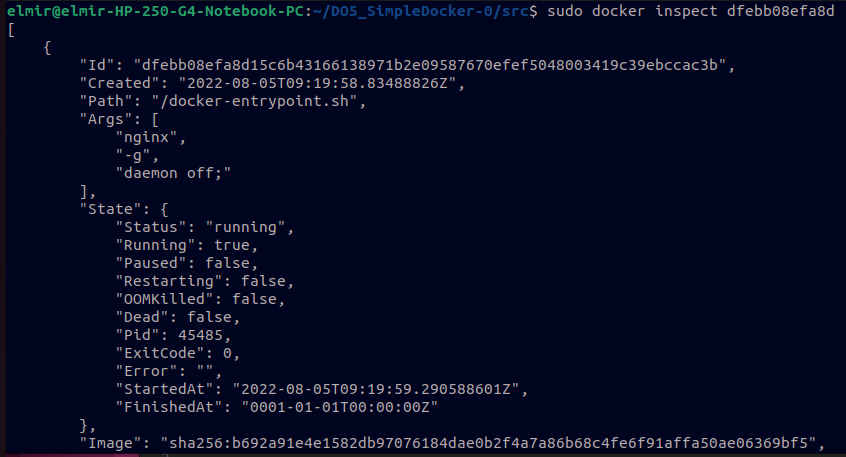 elmir@elmir-HP-250-G4-Notebook-PC:~/DO5_SimpleDocker-0/src$ sudo docker inspect dfebb08efa8d
[
    {
        "Id": "dfebb08efa8d15c6b43166138971b2e09587670efef5048003419c39ebccac3b",
        "Created": "2022-08-05T09:19:58.83488826Z",
        "Path": "/docker-entrypoint.sh",
        "Args": [
            "nginx",
            "-g",
            "daemon off;"
        ],
        "State": {
            "Status": "running",
            "Running": true,
            "Paused": false,
            "Restarting": false,
            "OOMKilled": false,
            "Dead": false,
            "Pid": 45485,
            "ExitCode": 0,
            "Error": "",
            "StartedAt": "2022-08-05T09:19:59.290588601Z",
            "FinishedAt": "0001-01-01T00:00:00Z"
        },
        "Image": "sha256:b692a91e4e1582db97076184dae0b2f4a7a86b68c4fe6f91affa50ae06369bf5",